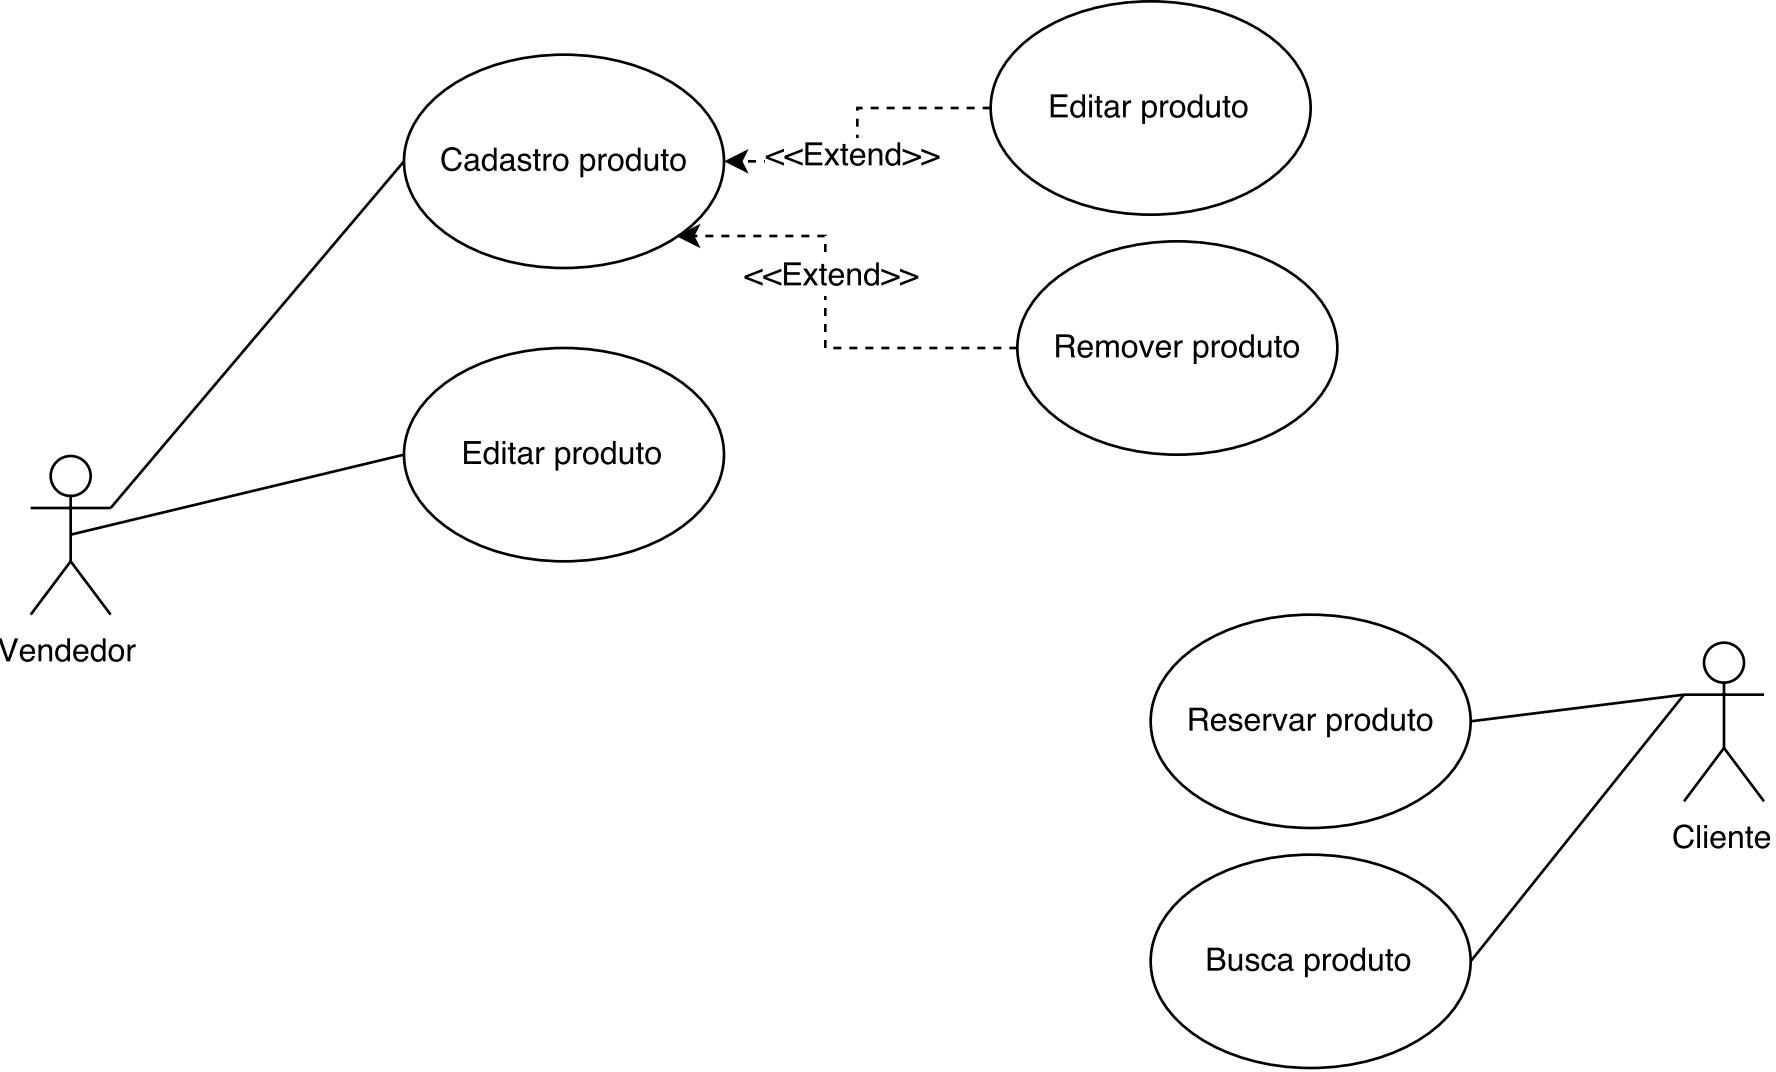 Editar produto
Cadastro produto
<<Extend>>
<<Extend>>
Remover produto
Editar produto
Vendedor
Reservar produto
Cliente
Busca produto